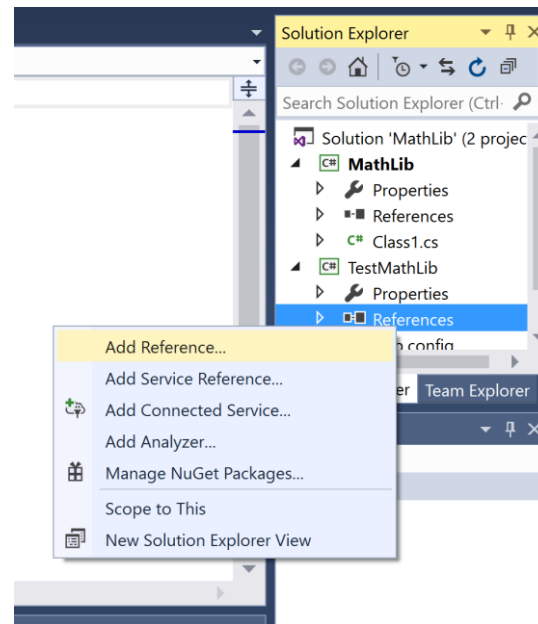 Solution Explorer
Search Solution Explorer (Ctrl-
Solution 'MathLib' (2 projec
C# MathLib
Properties
References
C# Class1.cs
C# TestMathLib
Properties
References
config
Add Reference...
Add Service Reference...
Add Connected Service...
Add Analyzer...
Manage NuGet Packages...
Scope to This
New Solution Explorer View
er Team Explorer